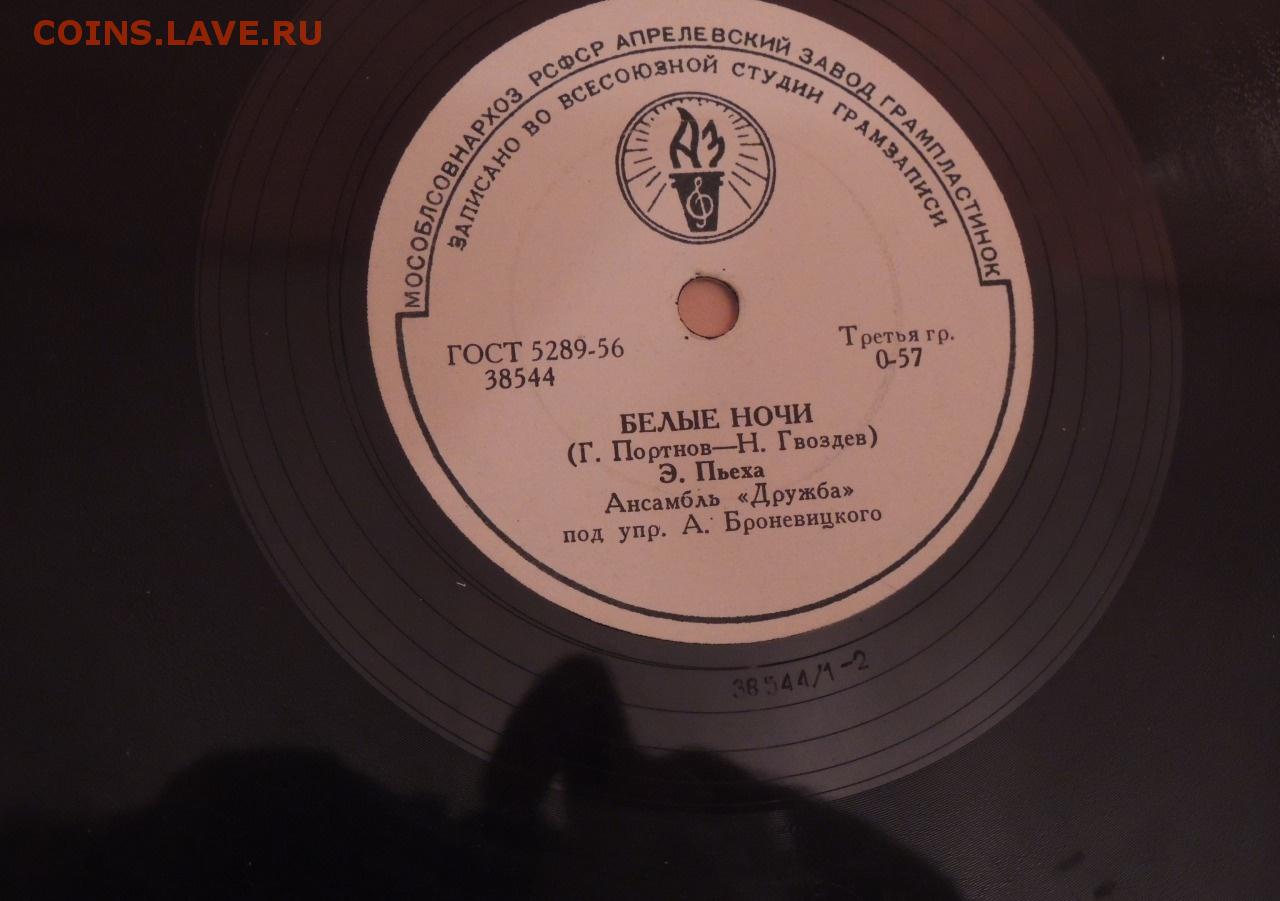 COINS.LAVE.RU
МОСОБЛСОВНАРХОЗ РСФСР АПРЕЛЕВСКИЙ ЗАВОД ГРАМПЛАСТИНОК
ЗАПИСАНО ВО ВСЕСОЮЗНОЙ СТУДИИ ГРАМЗАПИСИ
АЗ
ГОСТ 5289-56
38544
Третья гр.
0-57
БЕЛЫЕ НОЧИ
(Г. Портнов—Н. Гвоздев)
Э. Пьеха
Ансамбль «Дружба»
под упр. А. Броневицкого
38544/1-2